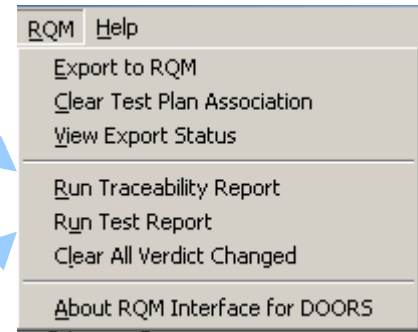 RQM Help
Export to RQM
Clear Test Plan Association
View Export Status
Run Traceability Report
Run Test Report
Clear All Verdict Changed
About RQM Interface for DOORS